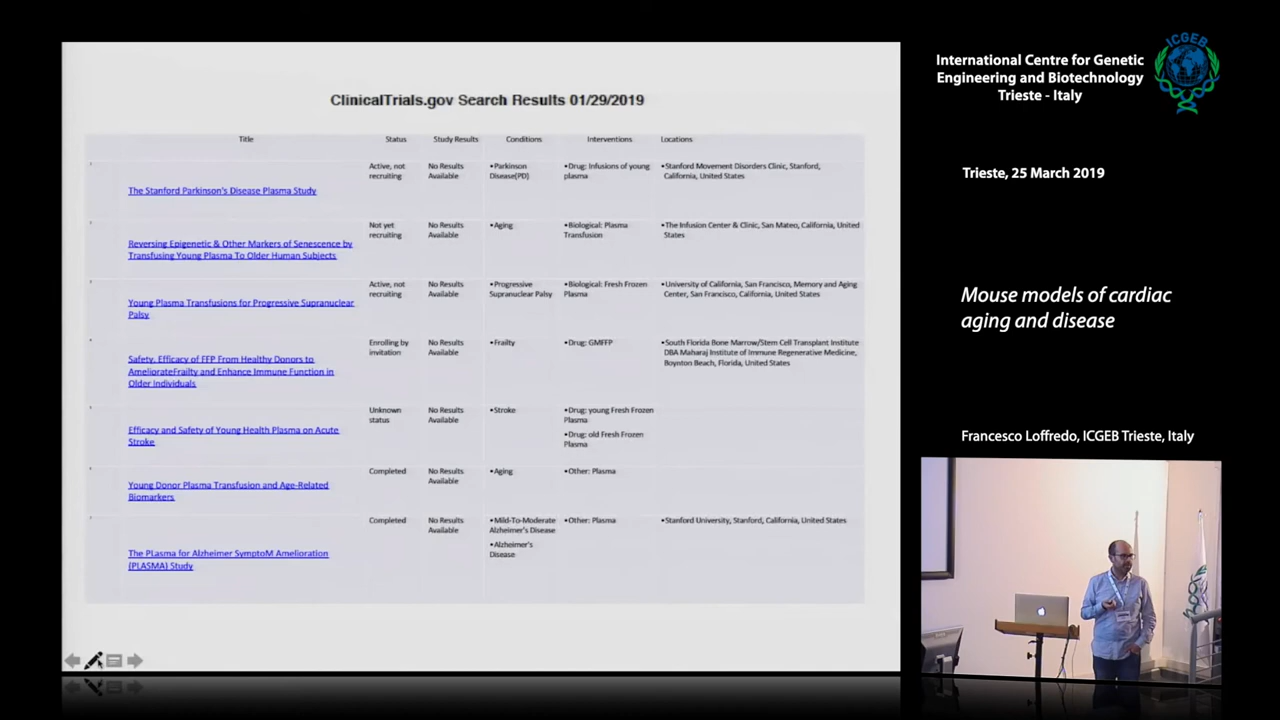 ClinicalTrials.gov Search Results 01/29/2019
Title Status Study Results Conditions Interventions Locations
The Stanford Parkinson's Disease Plasma Study
Active, not
recruiting
No Results
Available
•Parkinson
Disease(PD)
•Drug: Infusions of young
plasma
•Stanford Movement Disorders Clinic, Stanford,
California, United States
Reversing Epigenetic & Other Markers of Senescence by
Transfusing Young Plasma To Older Human Subjects
Not yet
recruiting
No Results
Available
•Aging
•Biological: Plasma
Transfusion
•The Infusion Center & Clinic, San Mateo, California, United
States
Young Plasma Transfusions for Progressive Supranuclear
Palsy
Active, not
recruiting
No Results
Available
•Progressive
Supranuclear Palsy
•Biological: Fresh Frozen
Plasma
•University of California, San Francisco, Memory and Aging
Center, San Francisco, California, United States
Safety, Efficacy of FFP From Healthy Donors to
AmeliorateFrailty and Enhance Immune Function in
Older Individuals
Enrolling by
invitation
No Results
Available
•Frailty
•Drug: GMFFP
•South Florida Bone Marrow/Stem Cell Transplant Institute
DBA Maharaj Institute of Immune Regenerative Medicine,
Boynton Beach, Florida, United States
Efficacy and Safety of Young Health Plasma on Acute
Stroke
Unknown
status
No Results
Available
•Stroke
•Drug: young Fresh Frozen
Plasma
•Drug: old Fresh Frozen
Plasma
Young Donor Plasma Transfusion and Age-Related
Biomarkers
Completed
No Results
Available
•Aging
•Other: Plasma
The PLasma for Alzheimer SymptoM Amelioration
(PLASMA) Study
Completed
No Results
Available
•Mild-To-Moderate
Alzheimer's Disease
•Alzheimer's
Disease
•Other: Plasma
•Stanford University, Stanford, California, United States
International Centre for Genetic
Engineering and Biotechnology
Trieste - Italy
ICGEB
Trieste, 25 March 2019
Mouse models of cardiac
aging and disease
Francesco Loffredo, ICGEB Trieste, Italy